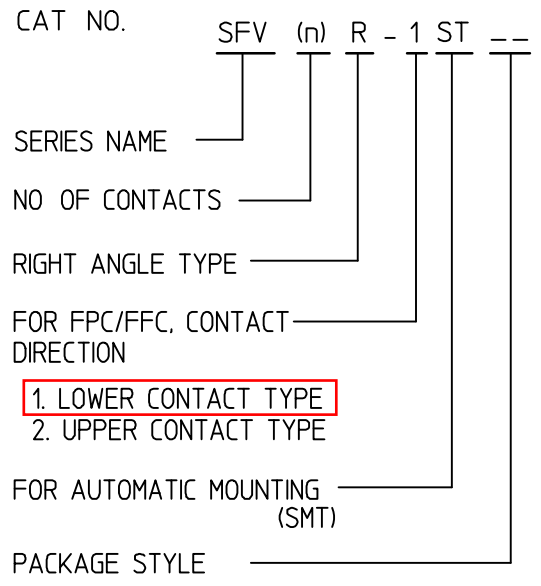 CAT NO.
SFV (n) R - 1 ST _ _
SERIES NAME
NO OF CONTACTS
RIGHT ANGLE TYPE
FOR FPC/FFC, CONTACT
DIRECTION
1. LOWER CONTACT TYPE
2. UPPER CONTACT TYPE
FOR AUTOMATIC MOUNTING
(SMT)
PACKAGE STYLE